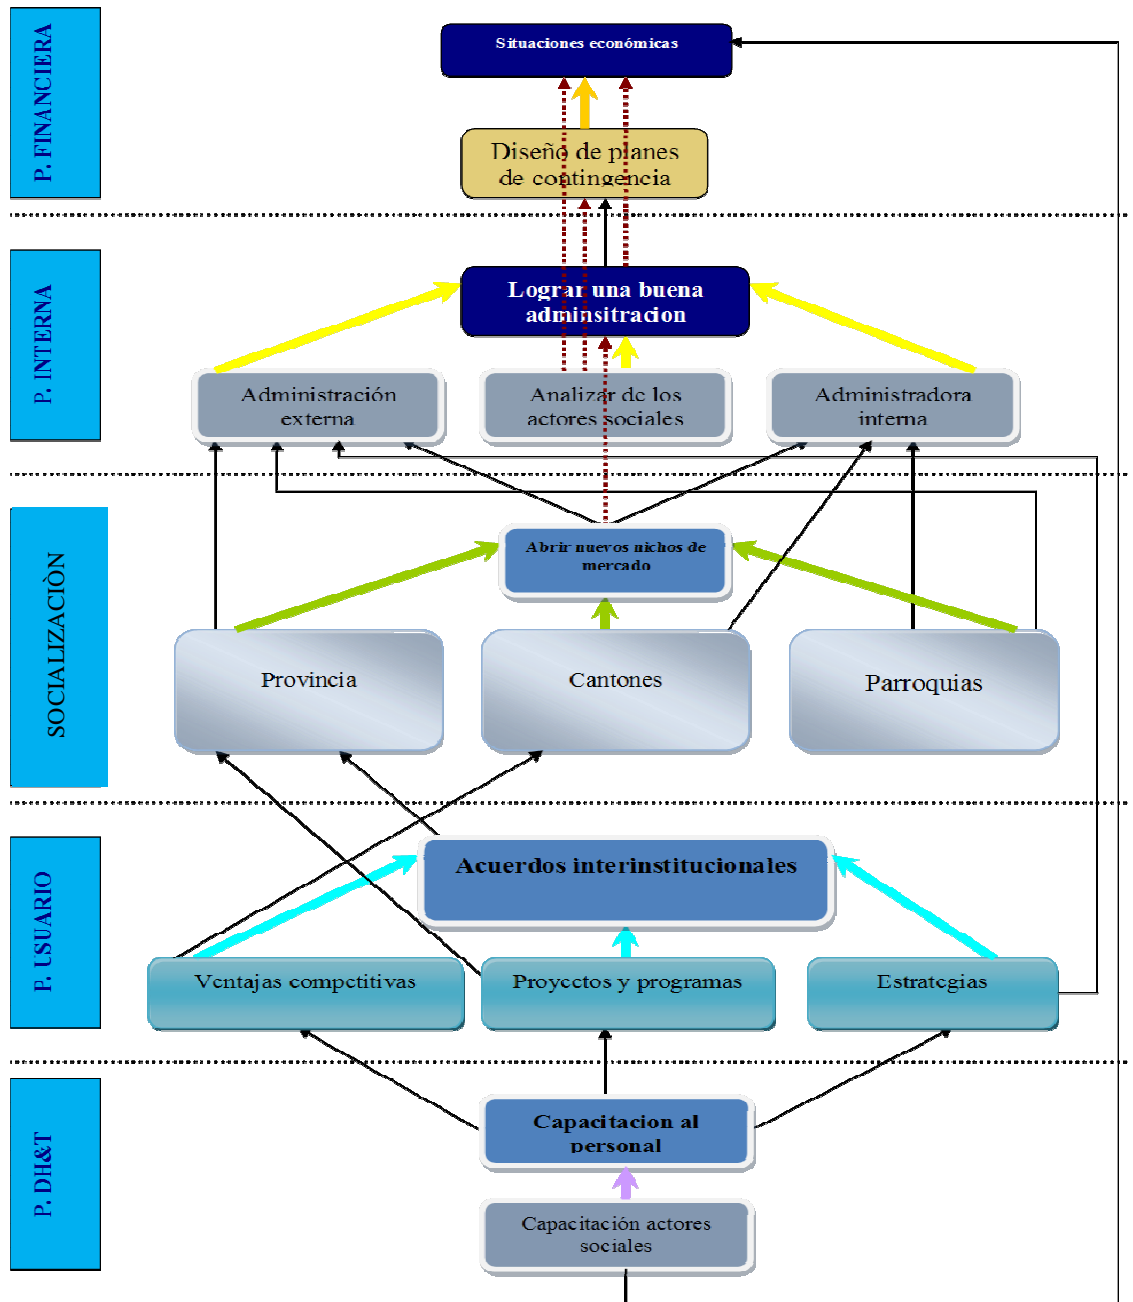 P. FINANCIERA
Situaciones económicas
Diseño de planes
de contingencia
P. INTERNA
Lograr una buena
adminsitracion
Administración
externa
Analizar de los
actores sociales
Administradora
interna
SOCIALIZACIÒN
Abrir nuevos nichos de
mercado
Provincia
Cantones
Parroquias
P. USUARIO
Acuerdos interinstitucionales
Ventajas competitivas
Proyectos y programas
Estrategias
P. DH&T
Capacitacion al
personal
Capacitación actores
sociales